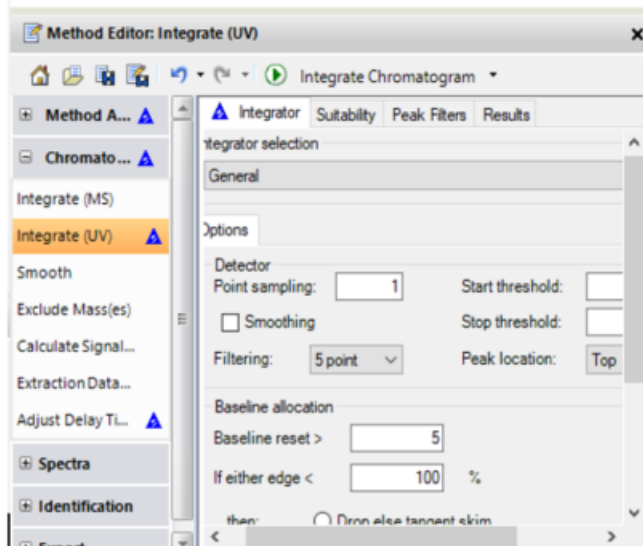 Method Editor: Integrate (UV)
Integrate Chromatogram
Method A...
Chromato ...
Integrate (MS)
Integrate (UV)
Smooth
Exclude Mass(es)
Calculate Signal...
Extraction Data...
Adjust Delay Ti...
Spectra
Identification
Export
Integrator Suitability Peak Filters Results
ntegrator selection
General
Options
Detector
Point sampling: 1 Start threshold:
Smoothing Stop threshold:
Filtering: 5 point Peak location: Top
Baseline allocation
Baseline reset > 5
If either edge < 100 %
then: Drop else tangent skim